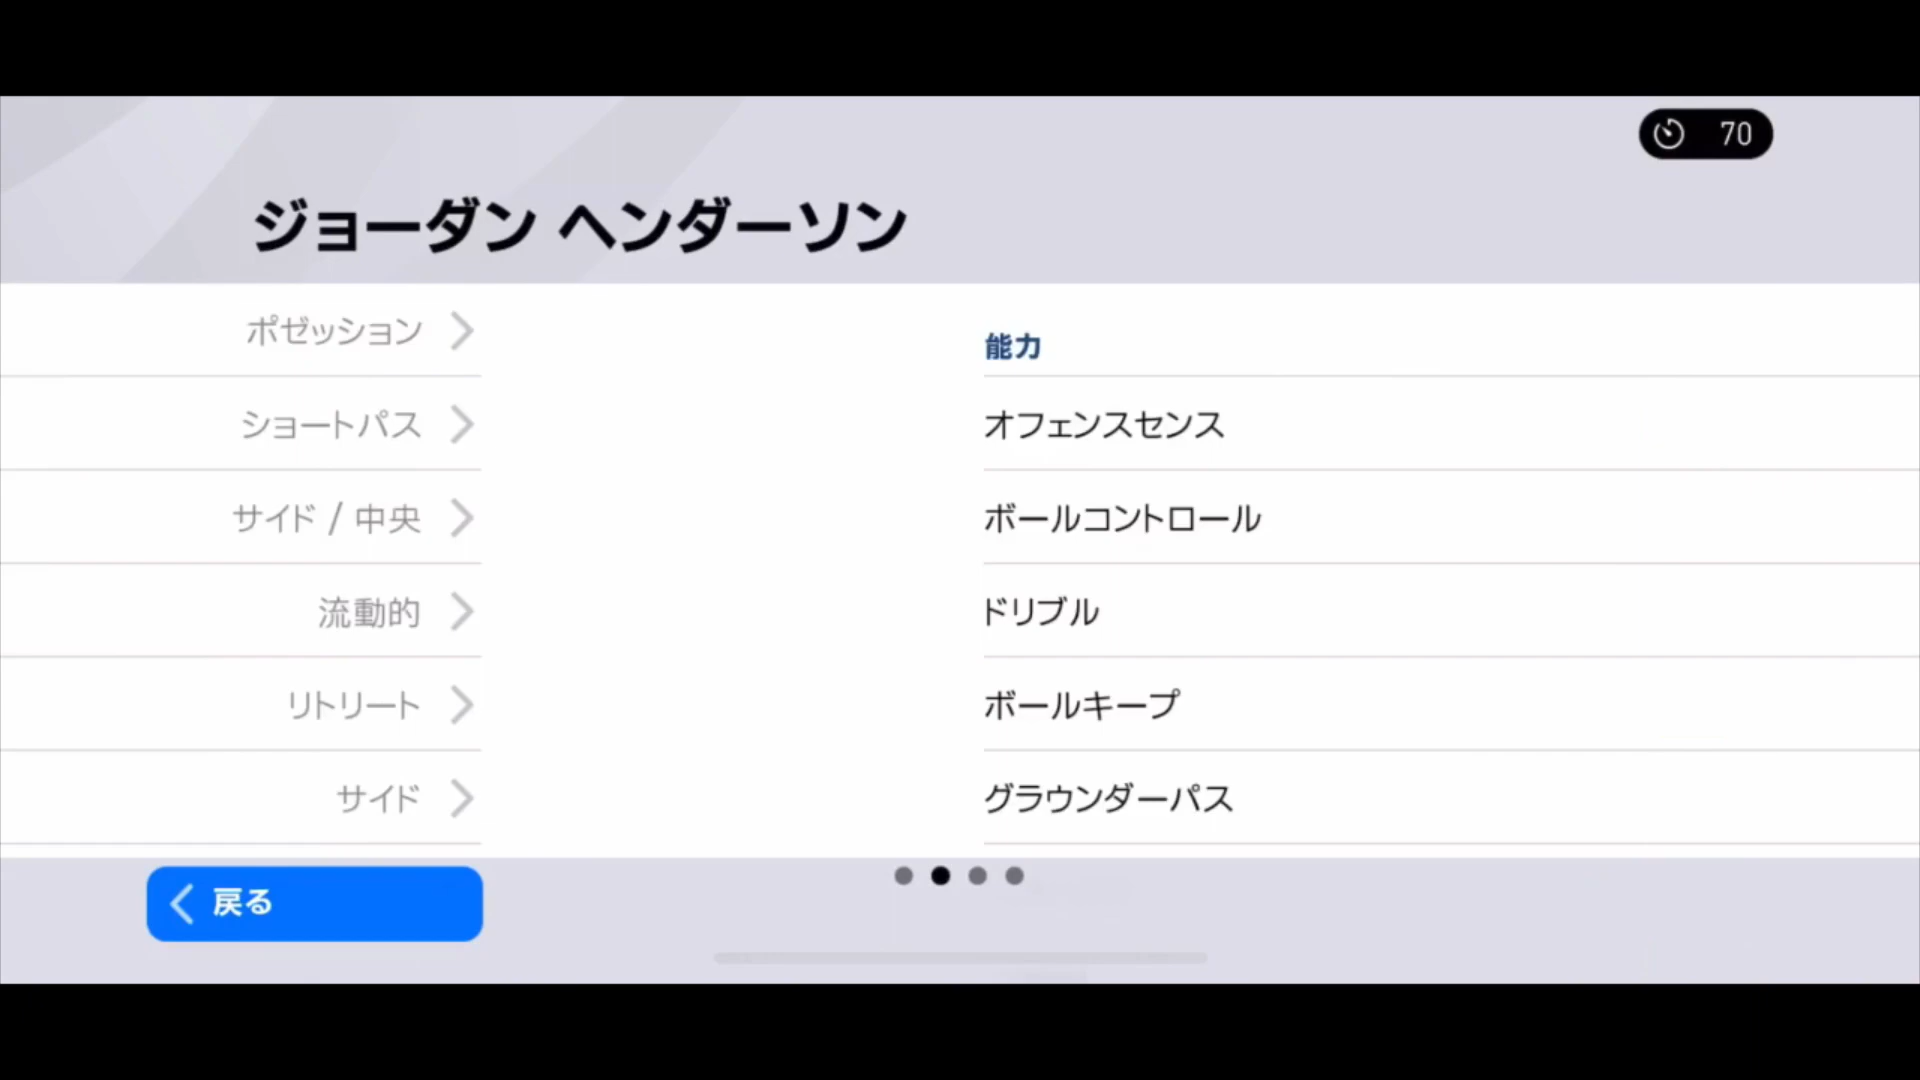 70
ジョーダン ヘンダーソン
ポゼッション
ショートパス
サイド / 中央
流動的
リトリート
サイド
能力
オフェンスセンス
ボールコントロール
ドリブル
ボールキープ
グラウンダーパス
戻る